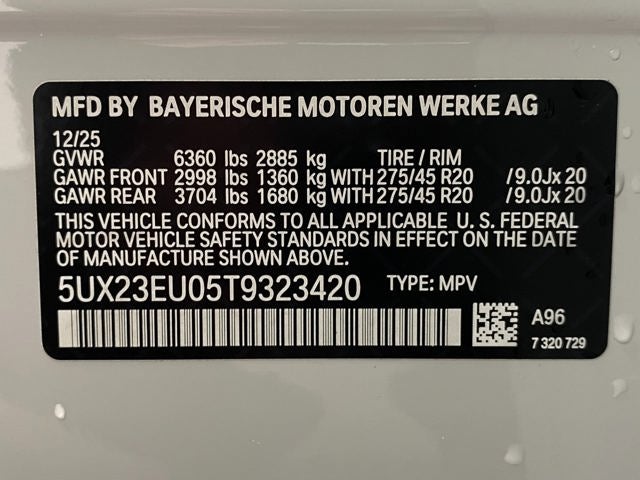 MFD BY BAYERISCHE MOTOREN WERKE AG
12/25
GVWR 6360 lbs 2885 kg TIRE / RIM
GAWR FRONT 2998 lbs 1360 kg WITH 275/45 R20 /9.0Jx 20
GAWR REAR 3704 lbs 1680 kg WITH 275/45 R20 /9.0Jx 20
THIS VEHICLE CONFORMS TO ALL APPLICABLE U. S. FEDERAL
MOTOR VEHICLE SAFETY STANDARDS IN EFFECT ON THE DATE
OF MANUFACTURE SHOWN ABOVE.
5UX23EU05T9323420 TYPE: MPV
A96
7 320 729